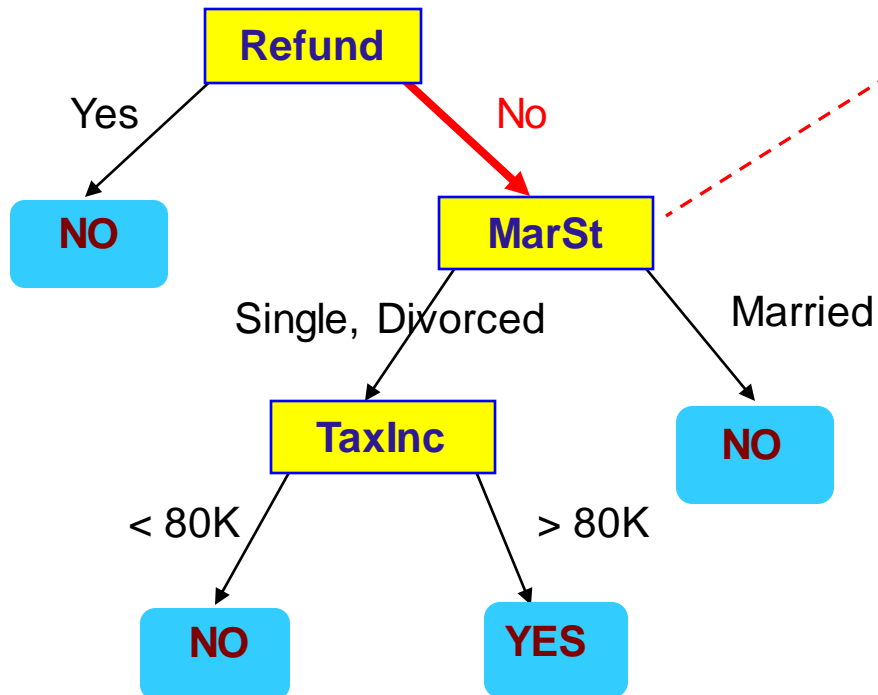 Refund
Yes
No
NO
MarSt
Single, Divorced
Married
TaxInc
NO
< 80K
> 80K
NO
YES